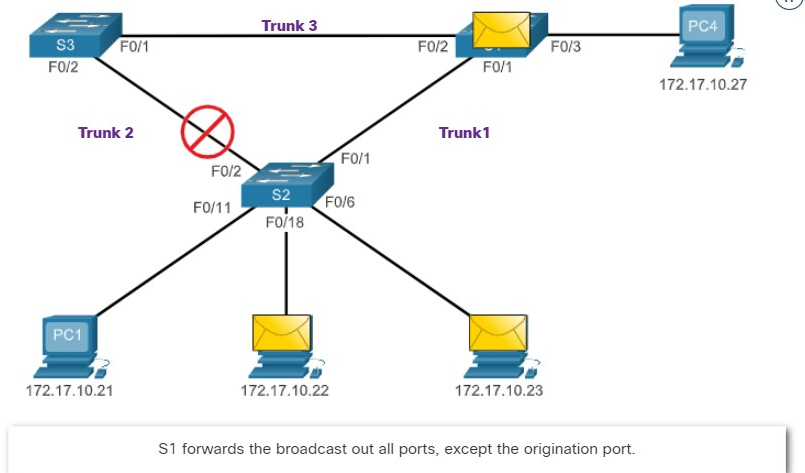 Trunk 3
PC4
S3
F0/1
F0/2
F0/3
F0/2
F0/1
172.17.10.27
Trunk 2
Trunk1
F0/1
F0/2
S2
F0/11
F0/6
F0/18
PC1
172.17.10.21
172.17.10.22
172.17.10.23
S1 forwards the broadcast out all ports, except the origination port.